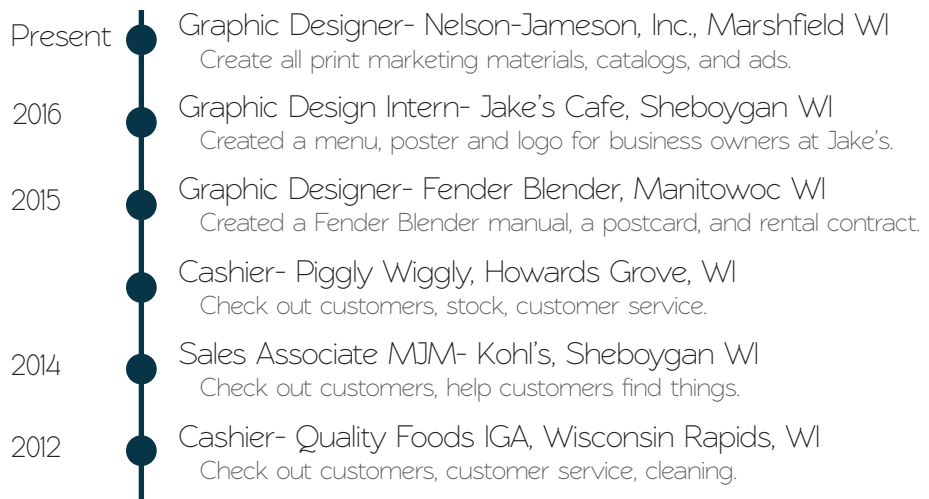 Present
Graphic Designer- Nelson-Jameson, Inc., Marshfield WI
Create all print marketing materials, catalogs, and ads.
2016
Graphic Design Intern- Jake's Cafe, Sheboygan WI
Created a menu, poster and logo for business owners at Jake's.
2015
Graphic Designer- Fender Blender, Manitowoc WI
Created a Fender Blender manual, a postcard, and rental contract.
Cashier- Piggly Wiggly, Howards Grove, WI
Check out customers, stock, customer service.
2014
Sales Associate MJM- Kohl's, Sheboygan WI
Check out customers, help customers find things.
2012
Cashier- Quality Foods IGA, Wisconsin Rapids, WI
Check out customers, customer service, cleaning.